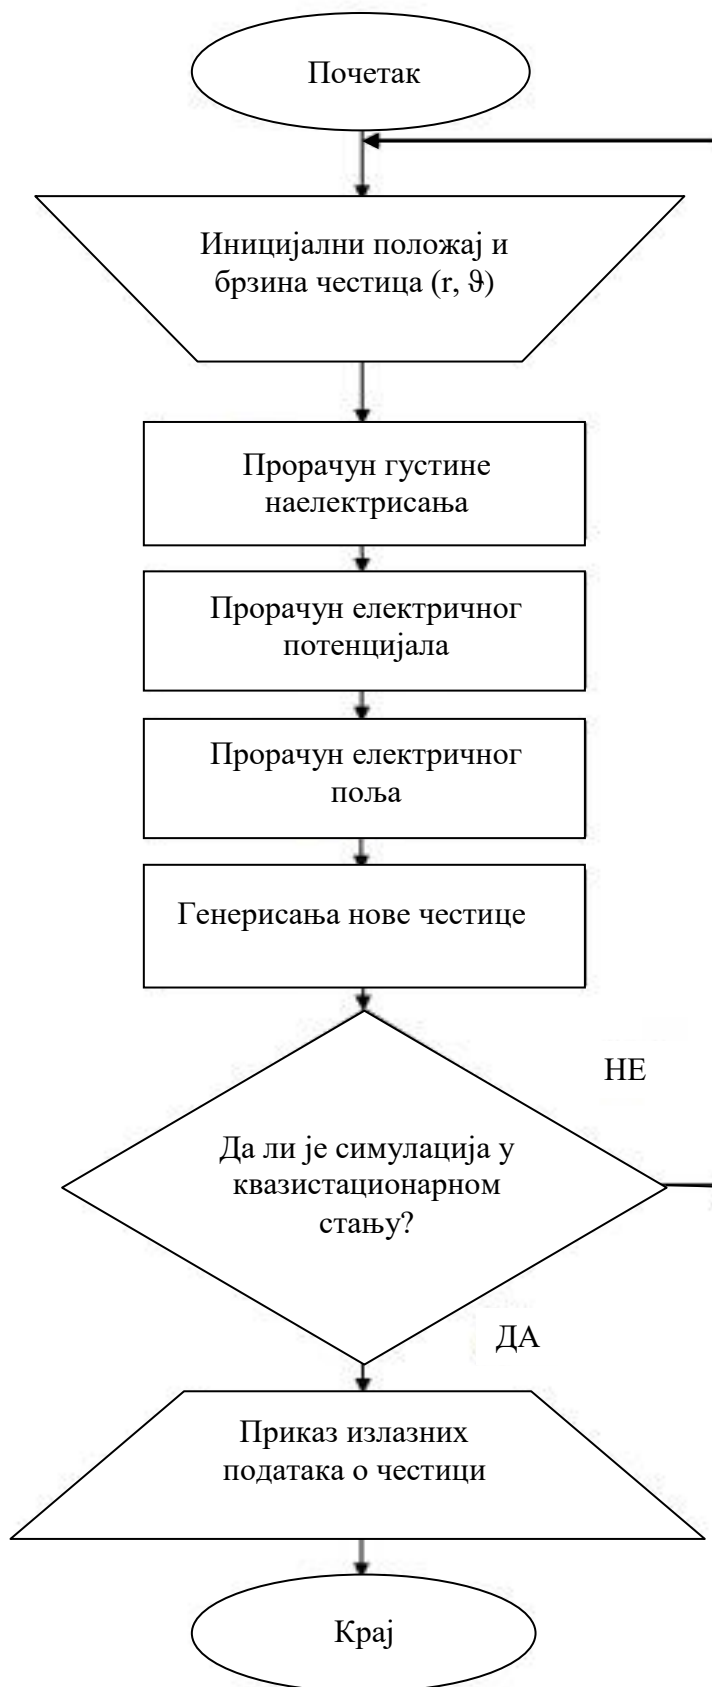 Почетак
Иницијални положај и
брзина честица (r, ϑ)
Прорачун густине
наелектрисања
Прорачун електричног
потенцијала
Прорачун електричног
поља
Генерисања нове честице
НЕ
Да ли је симулација у
квазистационарном
стању?
ДА
Приказ излазних
података о честици
Крај